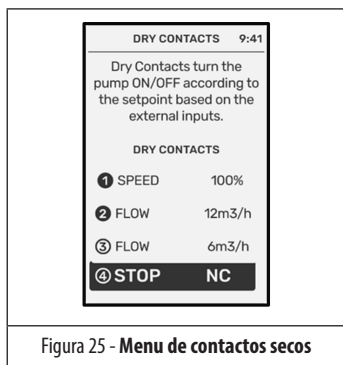 DRY CONTACTS 9:41
Dry Contacts turn the
pump ON/OFF according to
the setpoint based on the
external inputs.
DRY CONTACTS
❶ SPEED 100%
❷ FLOW 12m3/h
③ FLOW 6m3/h
④ STOP NC
Figura 25 - Menu de contactos secos